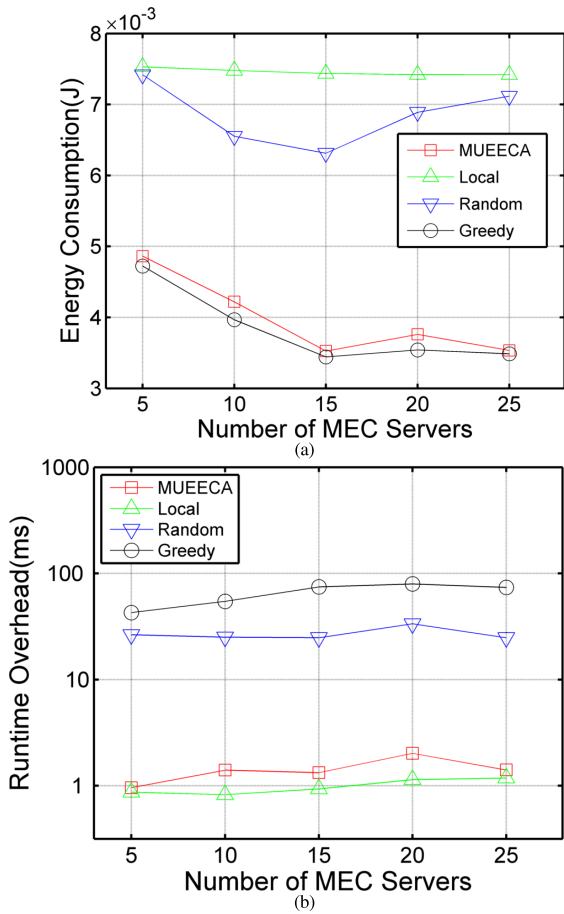 ×10⁻³
8
7
6
5
4
3
Energy Consumption(J)
MUEECA
Local
Random
Greedy
5 10 15 20 25
Number of MEC Servers
(a)
1000
100
10
1
Runtime Overhead(ms)
MUEECA
Local
Random
Greedy
5 10 15 20 25
Number of MEC Servers
(b)